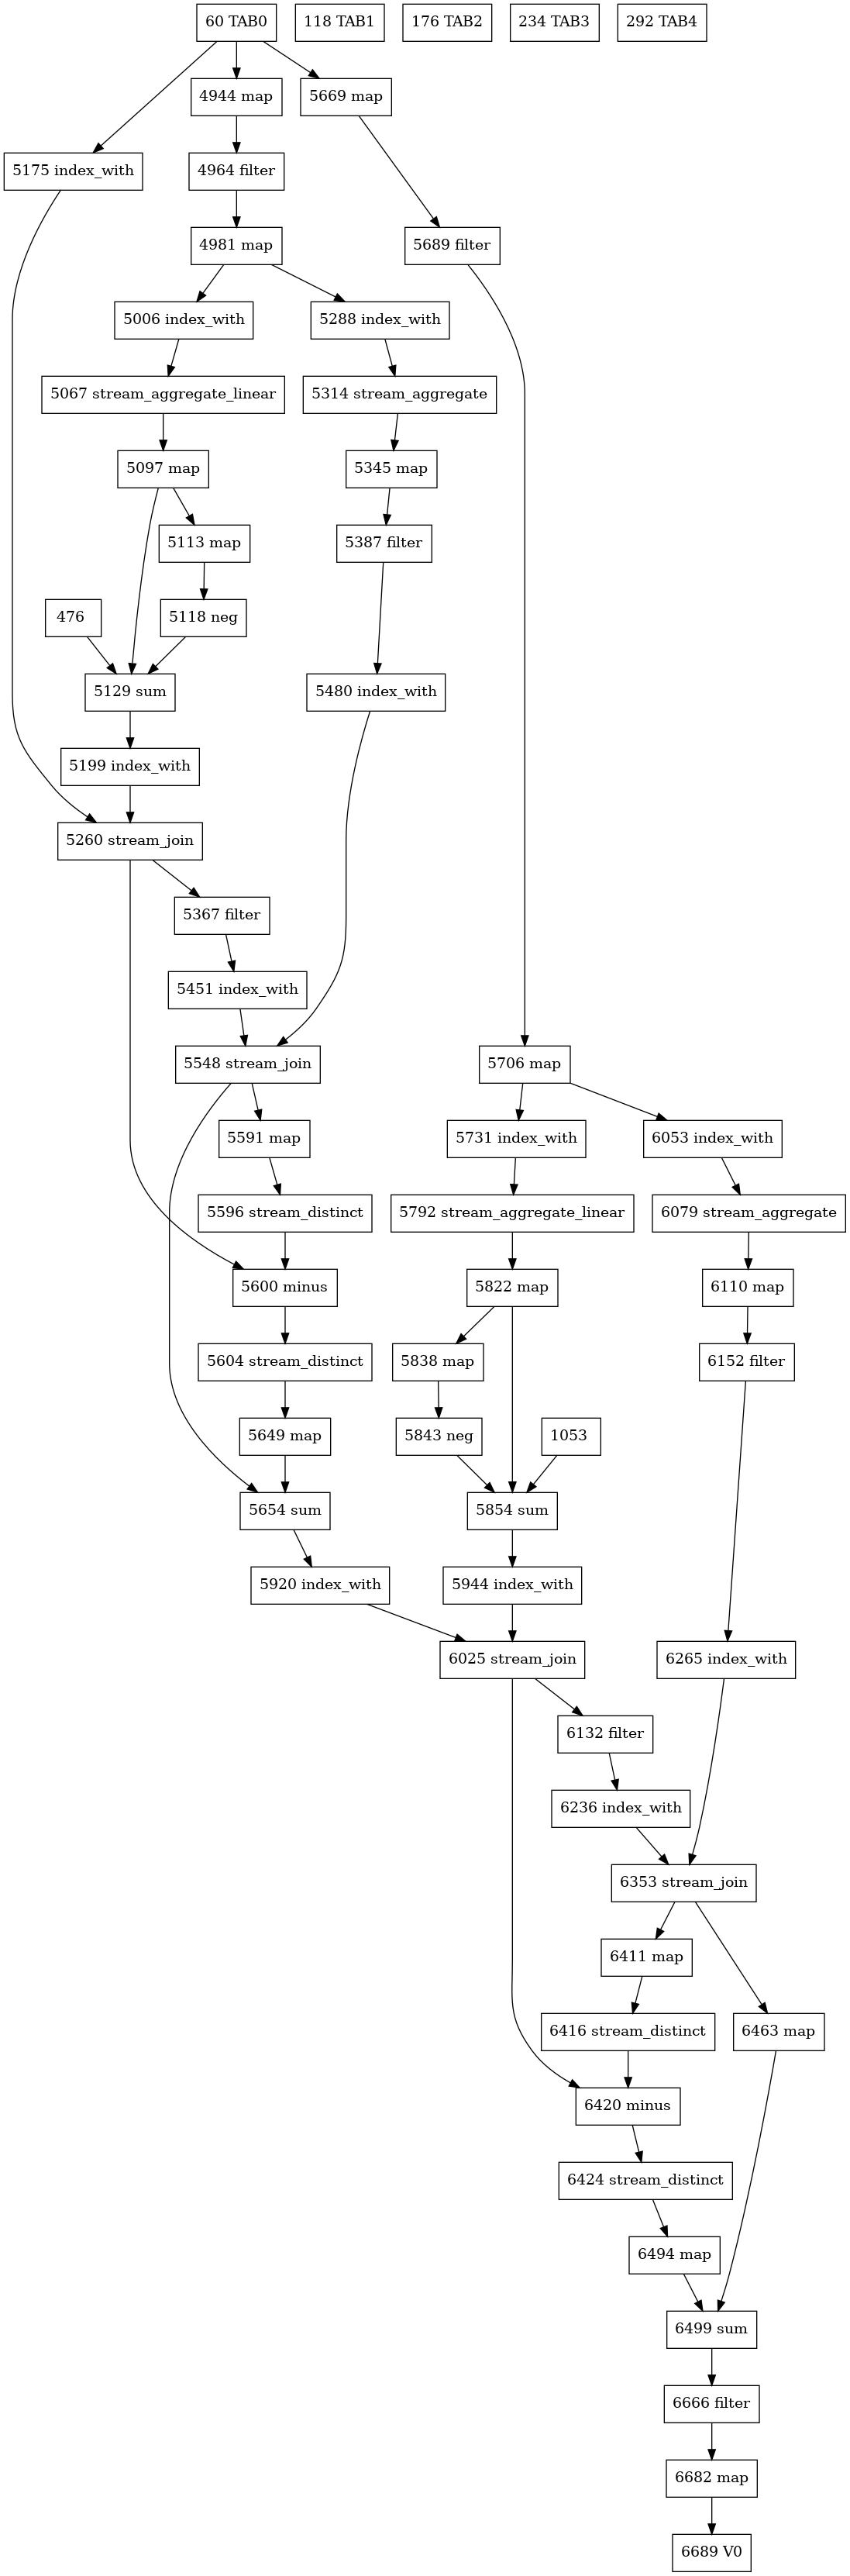 60 TAB0
118 TAB1
176 TAB2
234 TAB3
292 TAB4
4944 map
5669 map
5175 index_with
4964 filter
4981 map
5689 filter
5006 index_with
5288 index_with
5067 stream_aggregate_linear
5314 stream_aggregate
5097 map
5345 map
5113 map
5387 filter
476
5118 neg
5129 sum
5480 index_with
5199 index_with
5260 stream_join
5367 filter
5451 index_with
5548 stream_join
5706 map
5591 map
5731 index_with
6053 index_with
5596 stream_distinct
5792 stream_aggregate_linear
6079 stream_aggregate
5600 minus
5822 map
6110 map
5604 stream_distinct
5838 map
6152 filter
5649 map
5843 neg
1053
5654 sum
5854 sum
5920 index_with
5944 index_with
6025 stream_join
6265 index_with
6132 filter
6236 index_with
6353 stream_join
6411 map
6416 stream_distinct
6463 map
6420 minus
6424 stream_distinct
6494 map
6499 sum
6666 filter
6682 map
6689 V0